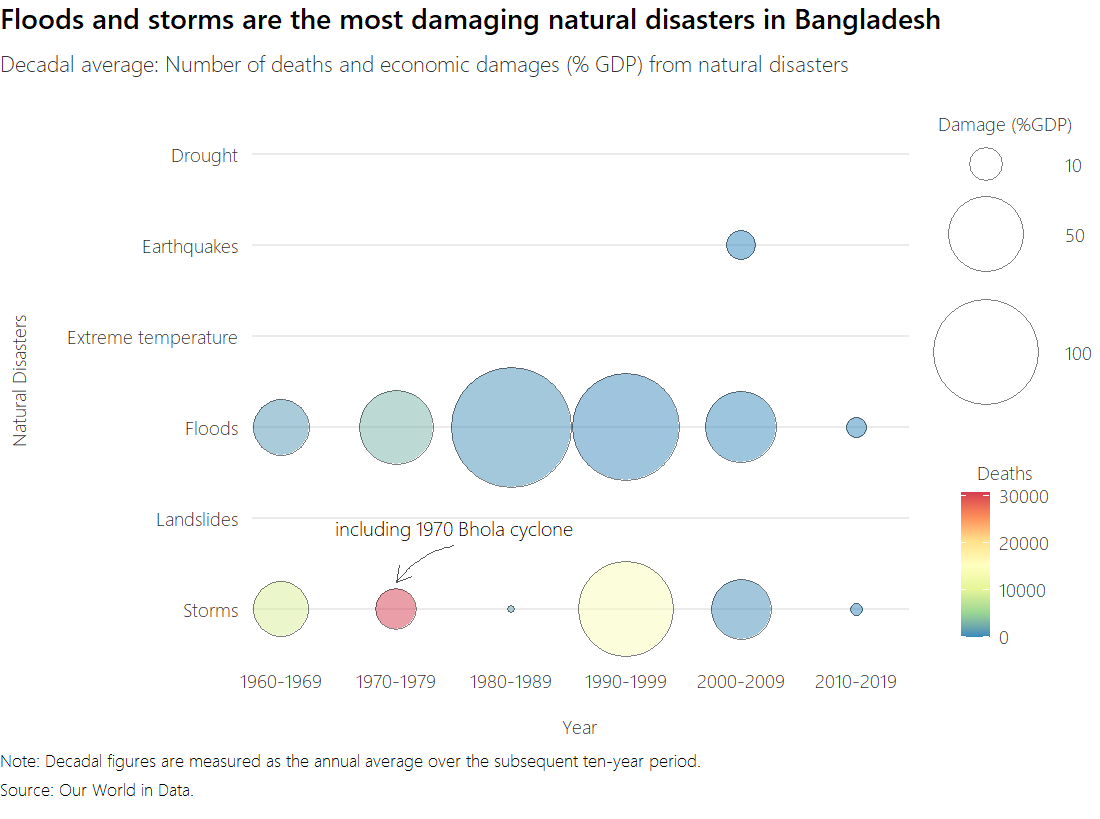 Floods and storms are the most damaging natural disasters in Bangladesh
Decadal average: Number of deaths and economic damages (% GDP) from natural disasters
Damage (%GDP)
10
50
100
Deaths
30000
20000
10000
0
Natural Disasters
Drought
Earthquakes
Extreme temperature
Floods
Landslides
including 1970 Bhola cyclone
Storms
1960-1969 1970-1979 1980-1989 1990-1999 2000-2009 2010-2019
Year
Note: Decadal figures are measured as the annual average over the subsequent ten-year period.
Source: Our World in Data.